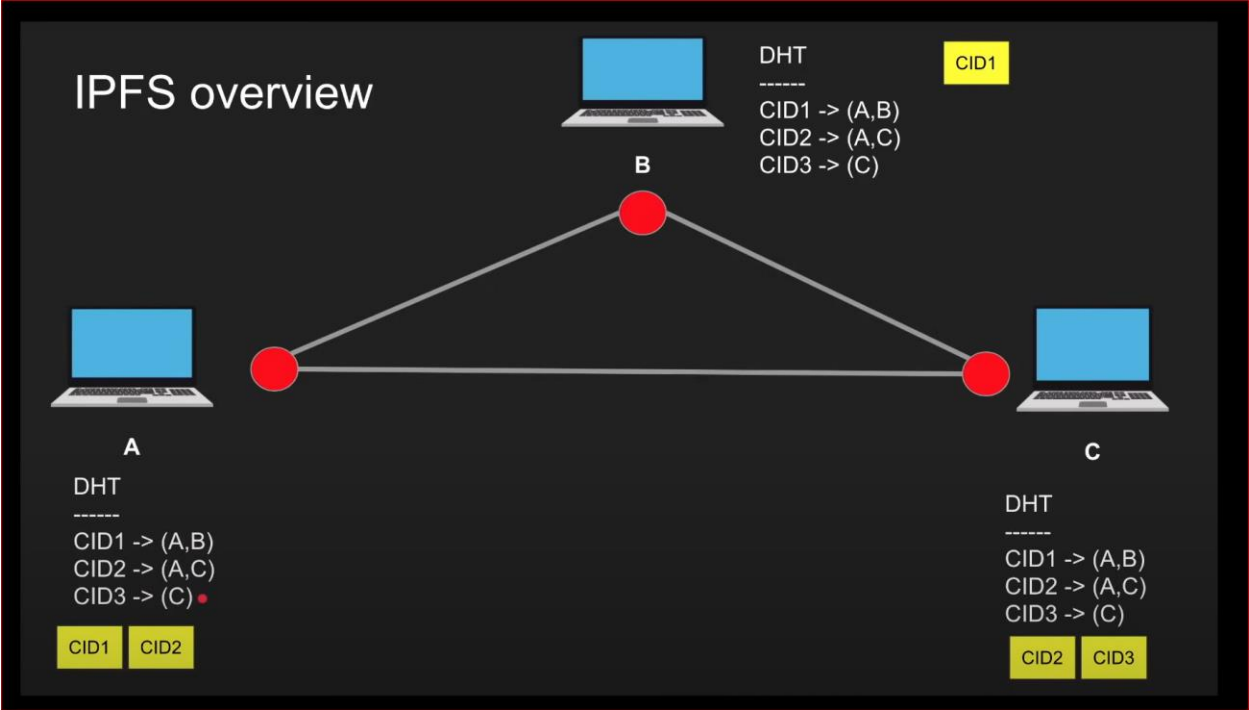 IPFS overview
DHT
------
CID1 -> (A,B)
CID2 -> (A,C)
CID3 -> (C)
CID1
B
A
DHT
------
CID1 -> (A,B)
CID2 -> (A,C)
CID3 -> (C)
CID1
CID2
C
DHT
------
CID1 -> (A,B)
CID2 -> (A,C)
CID3 -> (C)
CID2
CID3